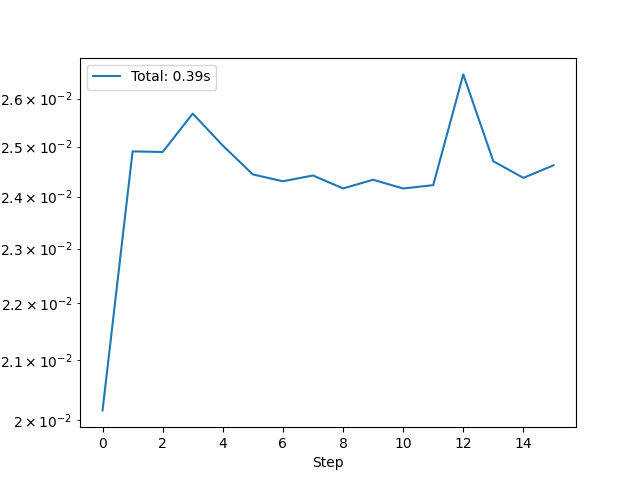 Total: 0.39s
2.6 × 10⁻²
2.5 × 10⁻²
2.4 × 10⁻²
2.3 × 10⁻²
2.2 × 10⁻²
2.1 × 10⁻²
2 × 10⁻²
0 2 4 6 8 10 12 14
Step